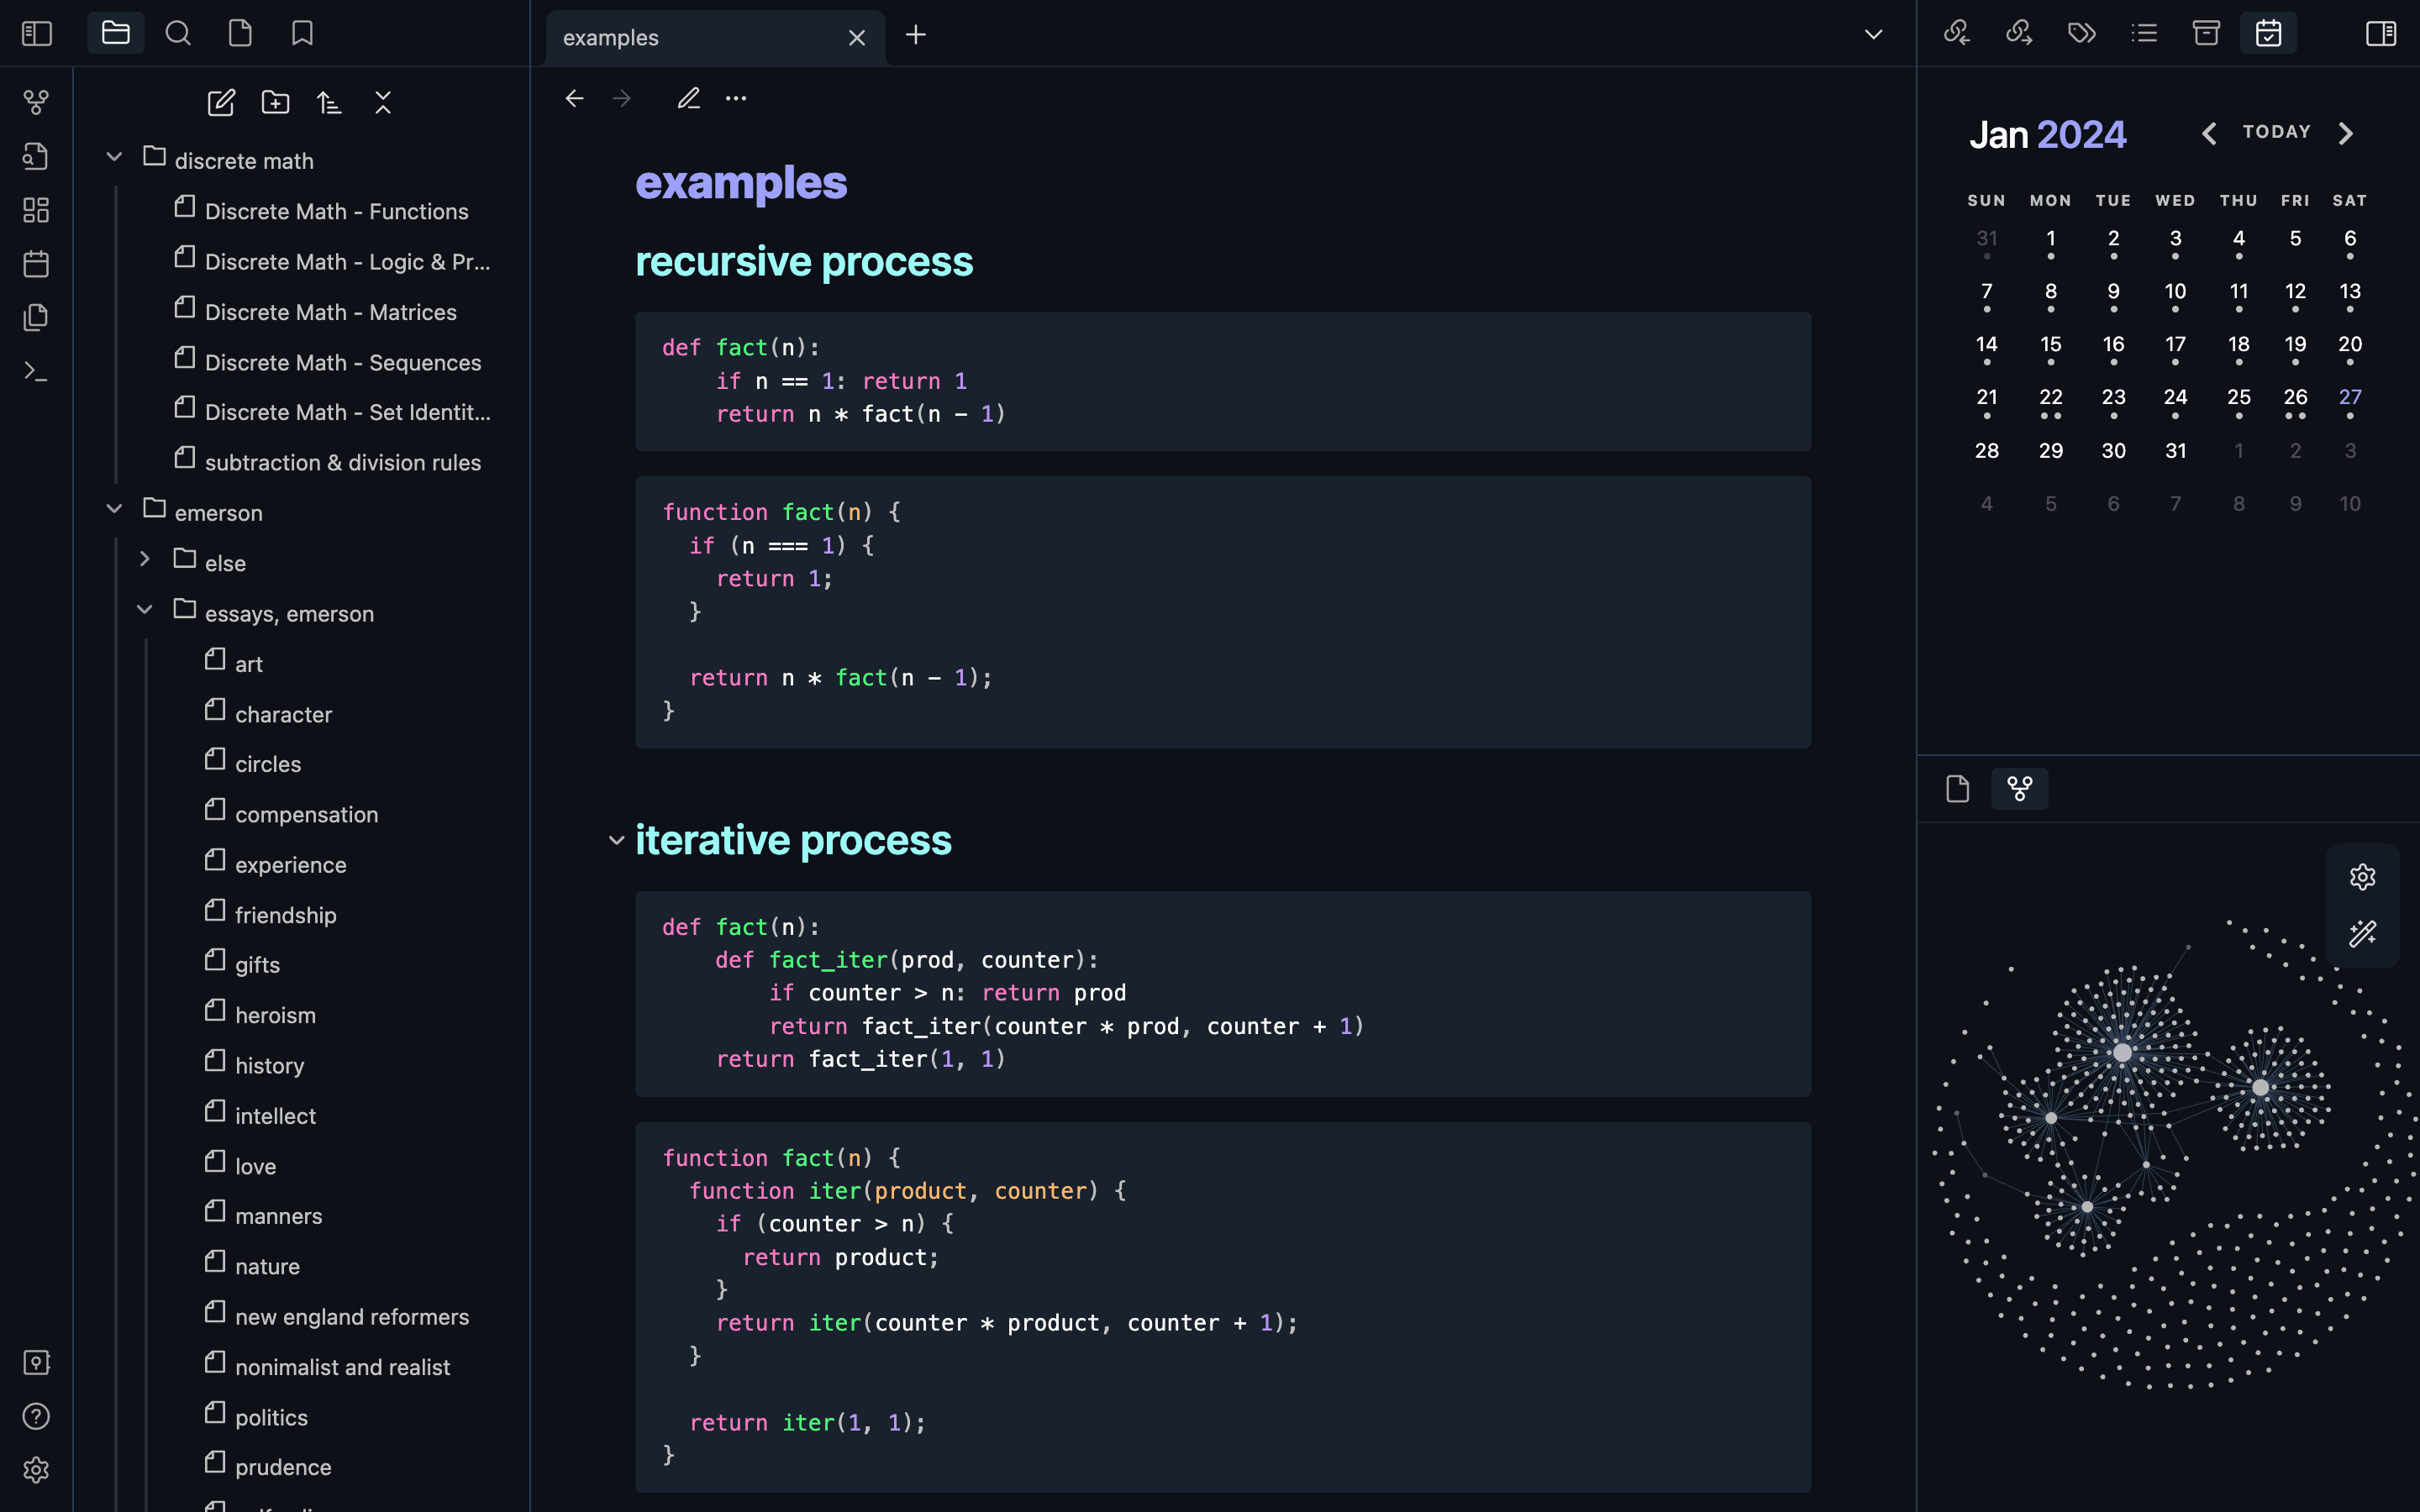 examples
discrete math
Discrete Math - Functions
Discrete Math - Logic & Pr...
Discrete Math - Matrices
Discrete Math - Sequences
Discrete Math - Set Identit...
subtraction & division rules
emerson
else
essays, emerson
art
character
circles
compensation
experience
friendship
gifts
heroism
history
intellect
love
manners
nature
new england reformers
nonimalist and realist
politics
prudence
examples
recursive process
def fact(n):
    if n == 1: return 1
    return n * fact(n - 1)
function fact(n) {
  if (n === 1) {
    return 1;
  }

  return n * fact(n - 1);
}
iterative process
def fact(n):
    def fact_iter(prod, counter):
        if counter > n: return prod
        return fact_iter(counter * prod, counter + 1)
    return fact_iter(1, 1)
function fact(n) {
  function iter(product, counter) {
    if (counter > n) {
      return product;
    }
    return iter(counter * product, counter + 1);
  }

  return iter(1, 1);
}
Jan 2024
TODAY
SUN MON TUE WED THU FRI SAT
31 1 2 3 4 5 6
7 8 9 10 11 12 13
14 15 16 17 18 19 20
21 22 23 24 25 26 27
28 29 30 31 1 2 3
4 5 6 7 8 9 10